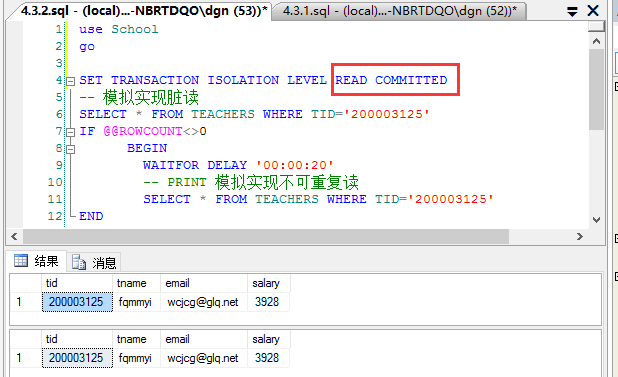 4.3.2.sql - (local)...-NBRTDQO\dgn (53))* 4.3.1.sql - (local)...-NBRTDQO\dgn (52))*
1 use School
2 go
3
4 SET TRANSACTION ISOLATION LEVEL READ COMMITTED
5 -- 模拟实现脏读
6 SELECT * FROM TEACHERS WHERE TID='200003125'
7 IF @@ROWCOUNT<>0
8 BEGIN
9 WAITFOR DELAY '00:00:20'
10 -- PRINT 模拟实现不可重复读
11 SELECT * FROM TEACHERS WHERE TID='200003125'
12 END
结果 消息
tid tname email salary
1 200003125 fqmmyi wcjcg@glq.net 3928
tid tname email salary
1 200003125 fqmmyi wcjcg@glq.net 3928